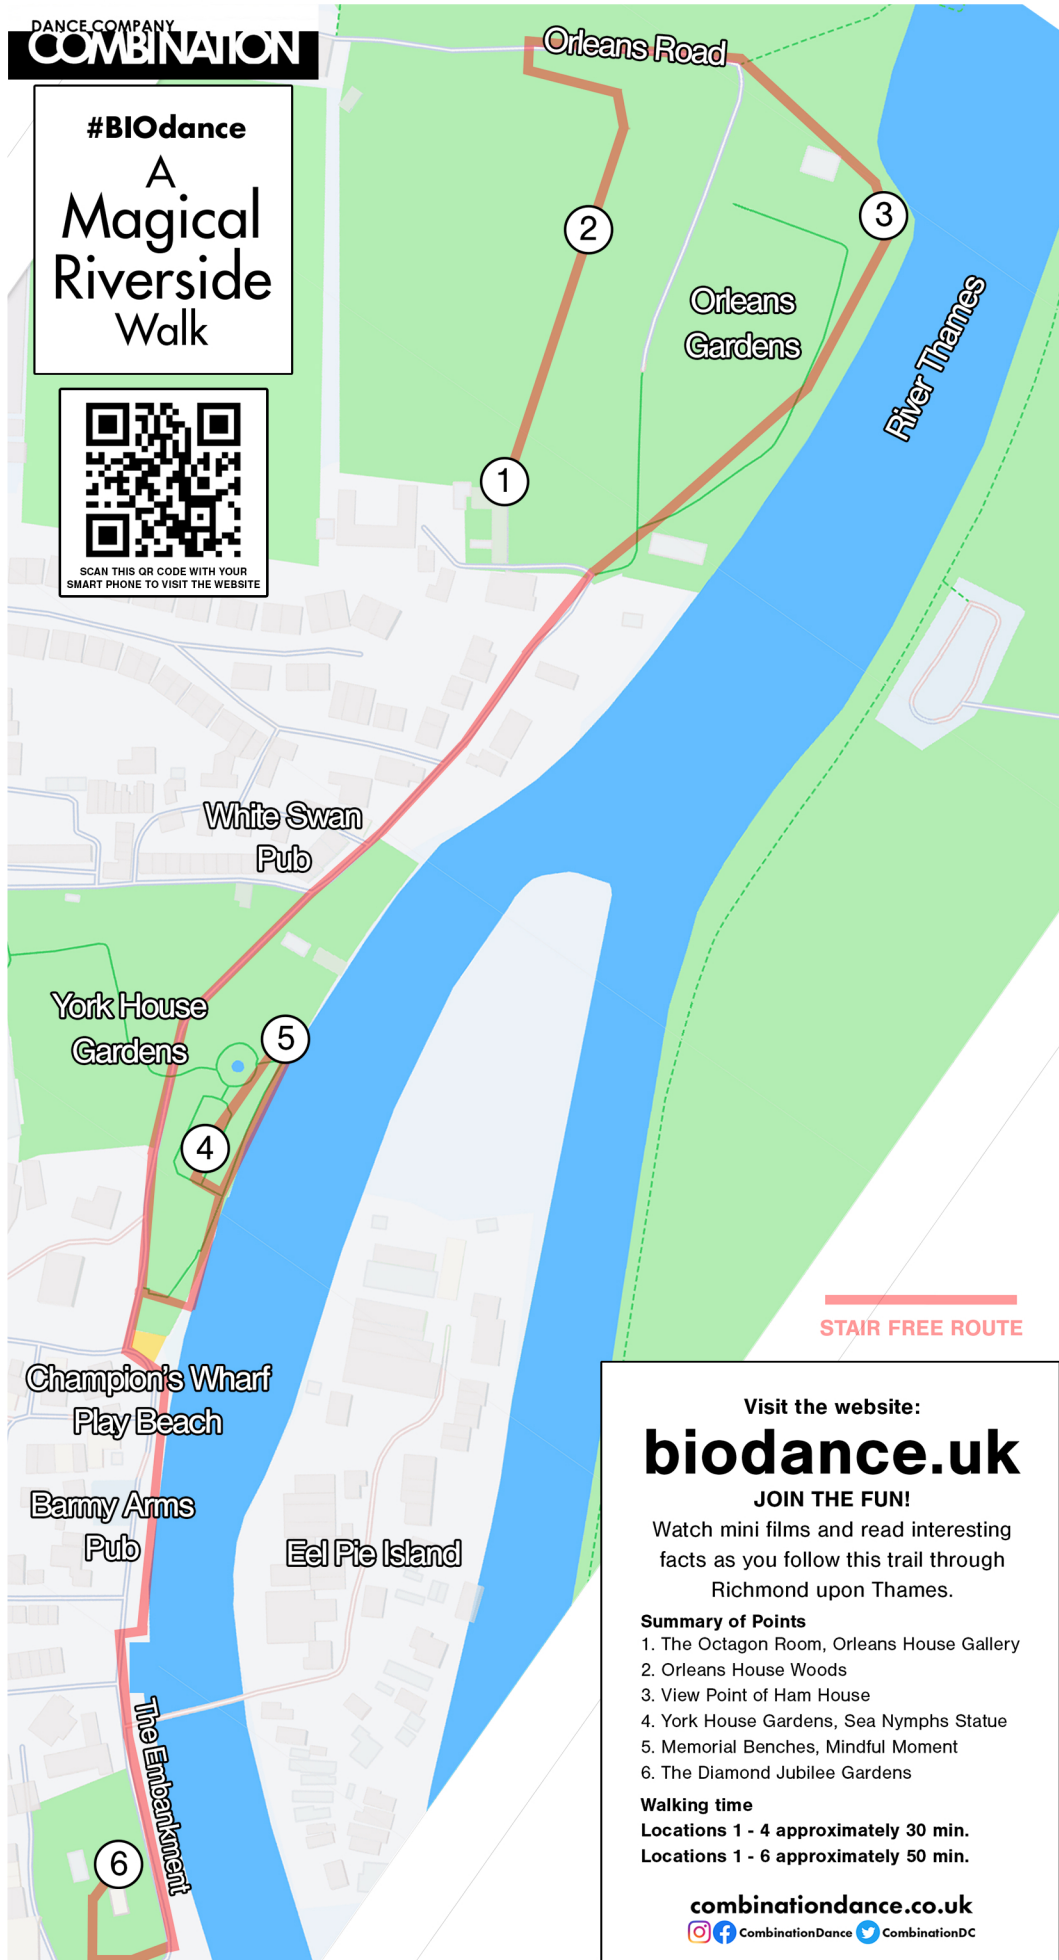 DANCE COMPANY
COMBINATION
#BIOdance
A
Magical
Riverside
Walk
SCAN THIS QR CODE WITH YOUR
SMART PHONE TO VISIT THE WEBSITE
Orleans Road
2
3
Orleans
Gardens
River Thames
1
White Swan
Pub
York House
Gardens
5
4
STAIR FREE ROUTE
Champion's Wharf
Play Beach
Barmy Arms
Pub
Eel Pie Island
The Embankment
6
Visit the website:
biodance.uk
JOIN THE FUN!
Watch mini films and read interesting
facts as you follow this trail through
Richmond upon Thames.
Summary of Points
1. The Octagon Room, Orleans House Gallery
2. Orleans House Woods
3. View Point of Ham House
4. York House Gardens, Sea Nymphs Statue
5. Memorial Benches, Mindful Moment
6. The Diamond Jubilee Gardens
Walking time
Locations 1 - 4 approximately 30 min.
Locations 1 - 6 approximately 50 min.
combinationdance.co.uk
CombinationDance CombinationDC